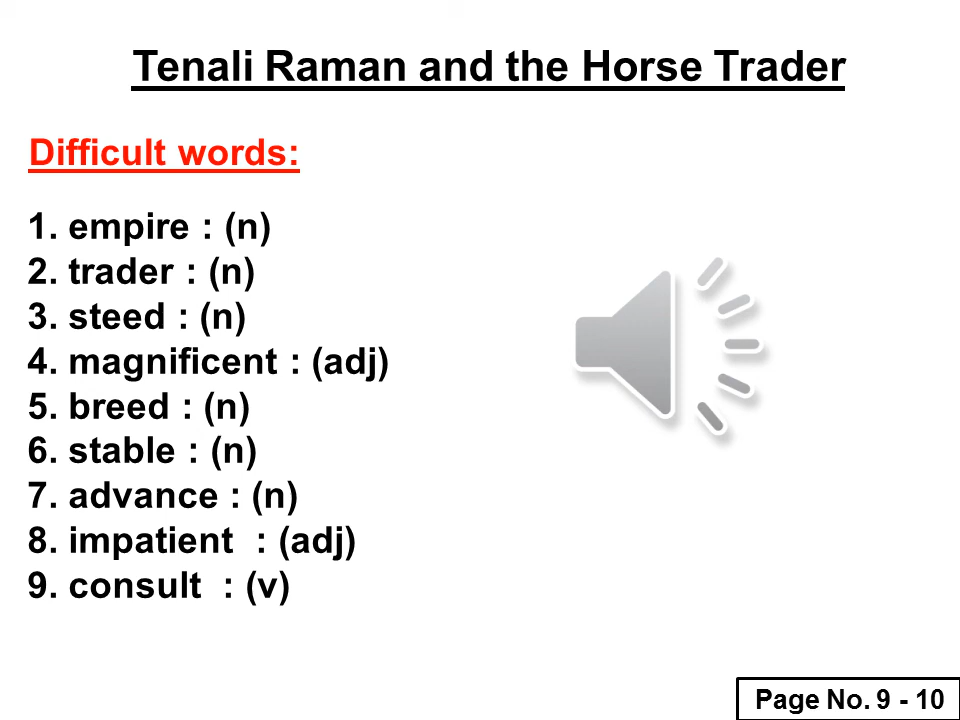 Tenali Raman and the Horse Trader
Difficult words:
1. empire : (n)
2. trader : (n)
3. steed : (n)
4. magnificent : (adj)
5. breed : (n)
6. stable : (n)
7. advance : (n)
8. impatient  : (adj)
9. consult  : (v)
Page No. 9 - 10